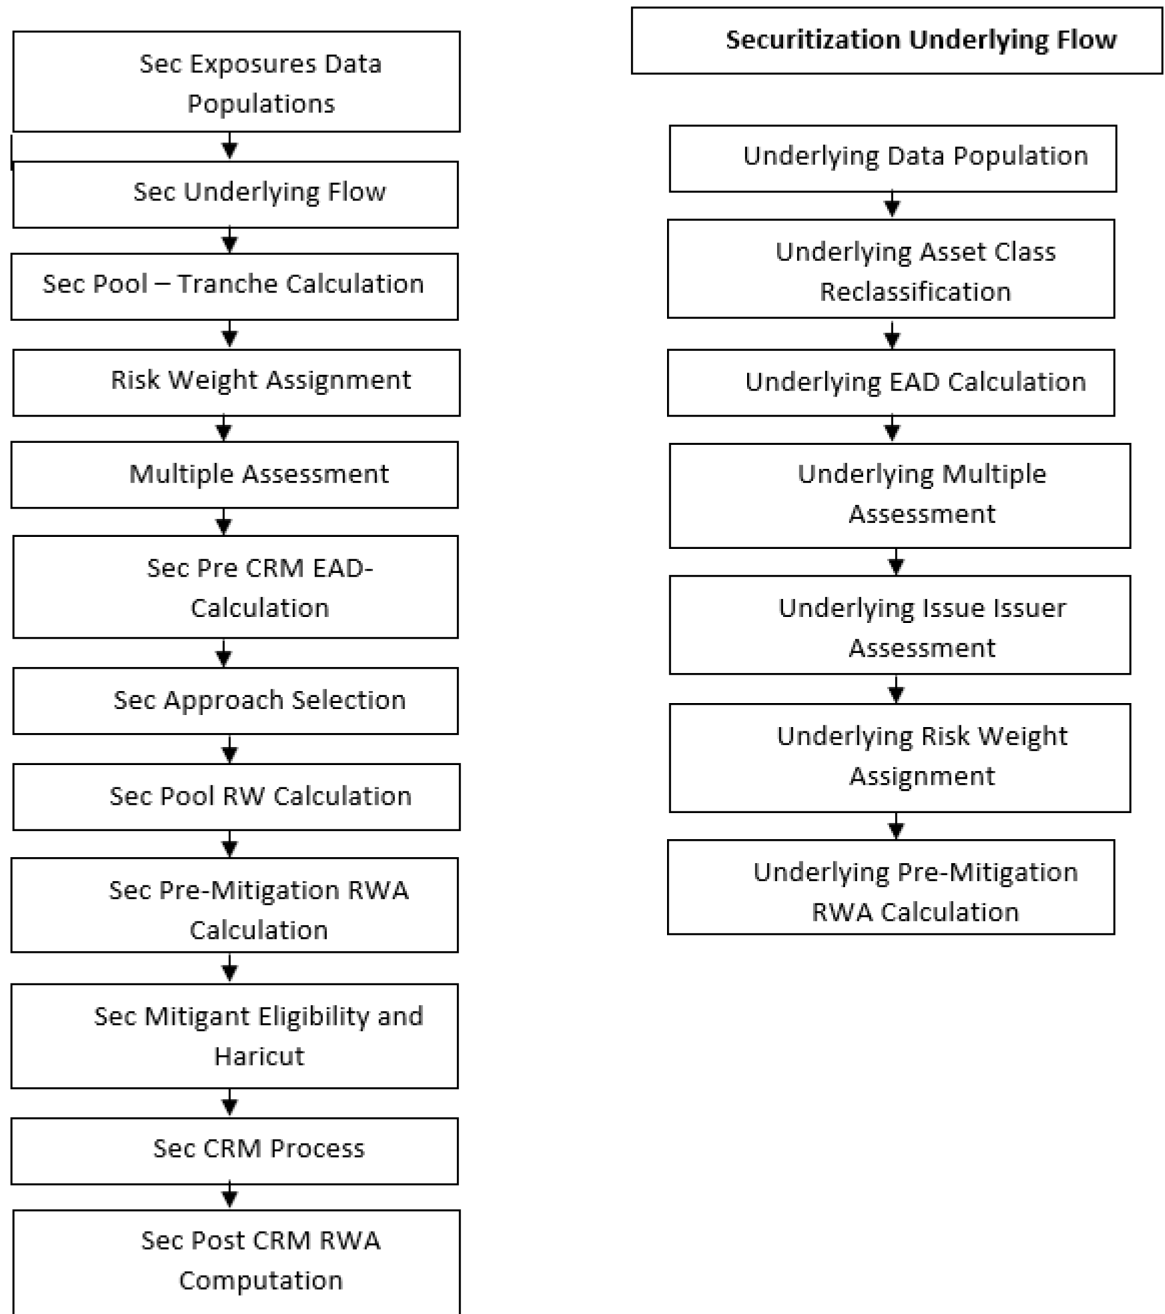 Sec Exposures Data
Populations
Sec Underlying Flow
Sec Pool – Tranche Calculation
Risk Weight Assignment
Multiple Assessment
Sec Pre CRM EAD-
Calculation
Sec Approach Selection
Sec Pool RW Calculation
Sec Pre-Mitigation RWA
Calculation
Sec Mitigant Eligibility and
Haricut
Sec CRM Process
Sec Post CRM RWA
Computation
Securitization Underlying Flow
Underlying Data Population
Underlying Asset Class
Reclassification
Underlying EAD Calculation
Underlying Multiple
Assessment
Underlying Issue Issuer
Assessment
Underlying Risk Weight
Assignment
Underlying Pre-Mitigation
RWA Calculation